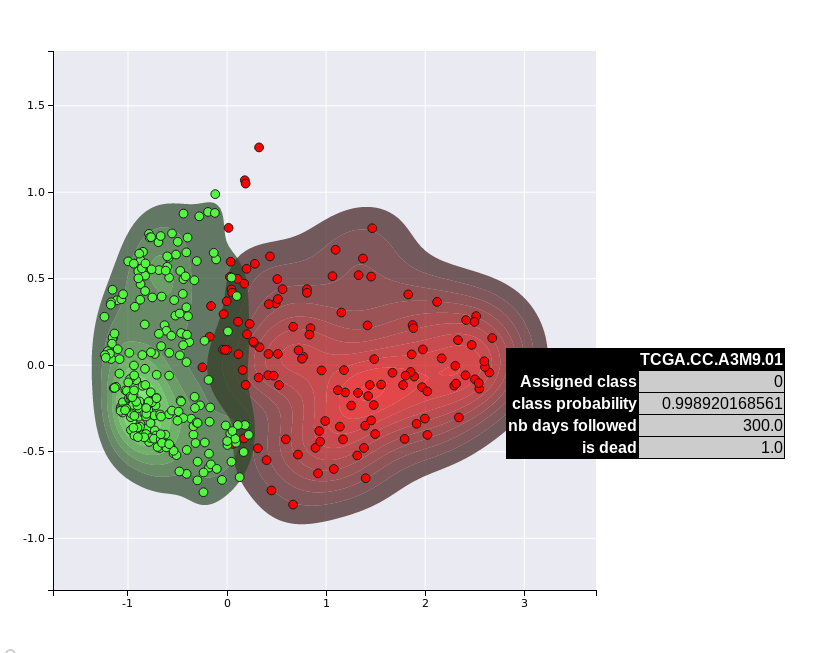 1.5
1.0
0.5
0.0
-0.5
-1.0
-1 0 1 2 3
TCGA.CC.A3M9.01
Assigned class 0
class probability 0.998920168561
nb days followed 300.0
is dead 1.0